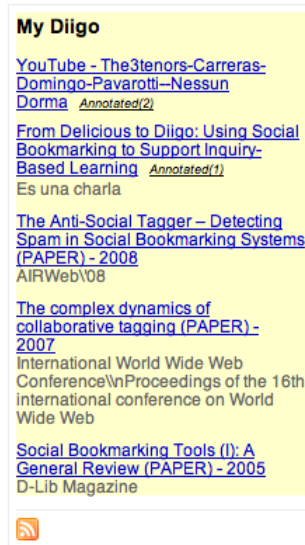 My Diigo
YouTube - The3tenors-Carreras-
Domingo-Pavarotti--Nessun
Dorma Annotated(2)
From Delicious to Diigo: Using Social
Bookmarking to Support Inquiry-
Based Learning Annotated(1)
Es una charla
The Anti-Social Tagger – Detecting
Spam in Social Bookmarking Systems
(PAPER) - 2008
AIRWeb\'08
The complex dynamics of
collaborative tagging (PAPER) -
2007
International World Wide Web
Conference\\nProceedings of the 16th
international conference on World
Wide Web
Social Bookmarking Tools (I): A
General Review (PAPER) - 2005
D-Lib Magazine